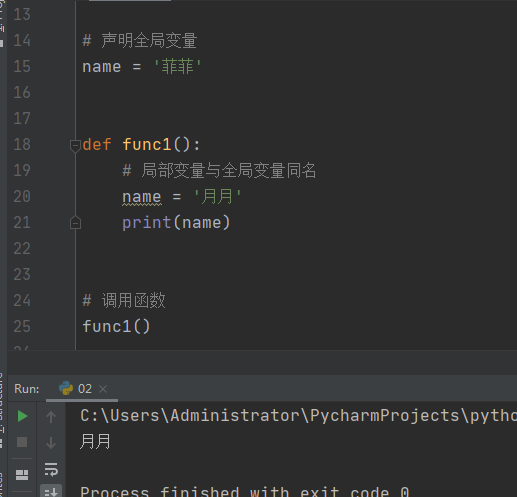 13
14 # 声明全局变量
15 name = '菲菲'
16
17
18 def func1():
19 # 局部变量与全局变量同名
20 name = '月月'
21 print(name)
22
23
24 # 调用函数
25 func1()
Run: 02
C:\Users\Administrator\PycharmProjects\pytho
月月
Process finished with exit code 0